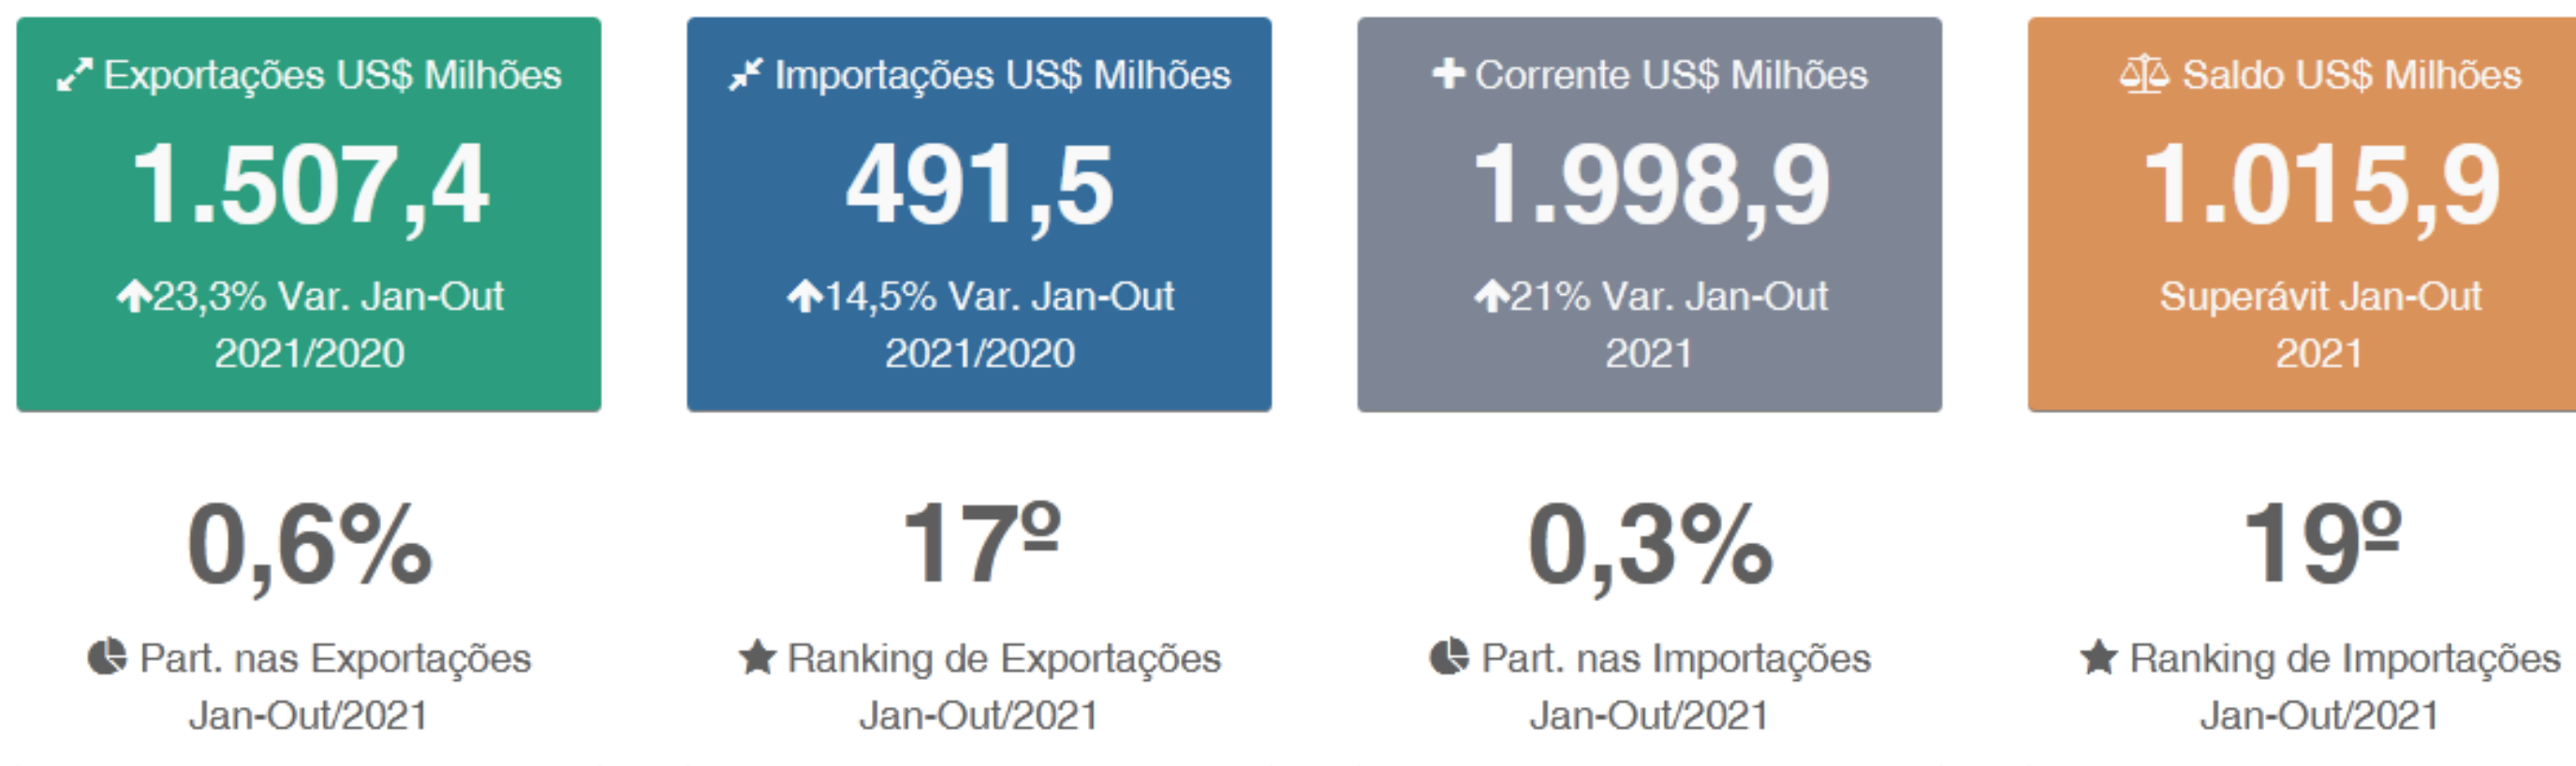 Exportações US$ Milhões
1.507,4
23,3% Var. Jan-Out
2021/2020
Importações US$ Milhões
491,5
14,5% Var. Jan-Out
2021/2020
Corrente US$ Milhões
1.998,9
21% Var. Jan-Out
2021
Saldo US$ Milhões
1.015,9
Superávit Jan-Out
2021
0,6%
Part. nas Exportações
Jan-Out/2021
17º
Ranking de Exportações
Jan-Out/2021
0,3%
Part. nas Importações
Jan-Out/2021
19º
Ranking de Importações
Jan-Out/2021